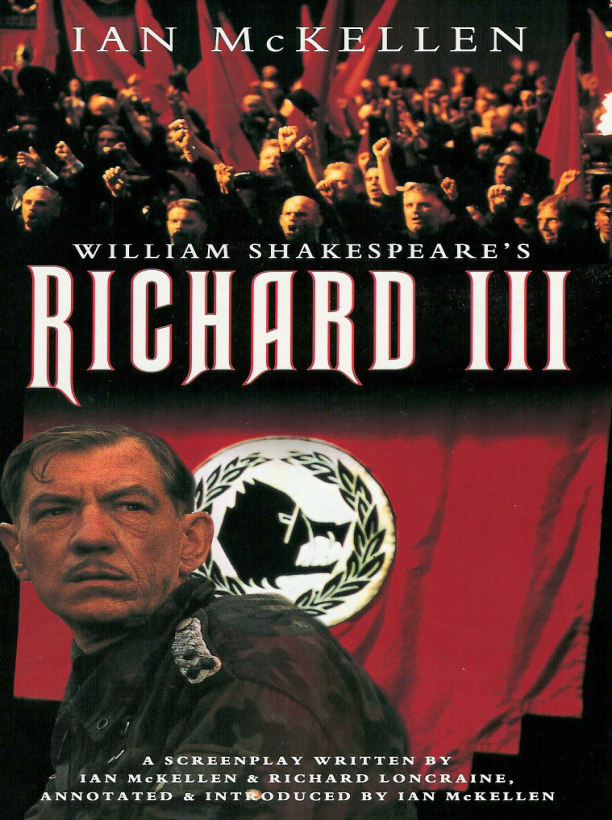 IAN McKELLEN
WILLIAM SHAKESPEARE'S
RICHARD III
A SCREENPLAY WRITTEN BY
IAN McKELLEN & RICHARD LONCRAINE,
ANNOTATED & INTRODUCED BY IAN McKELLEN